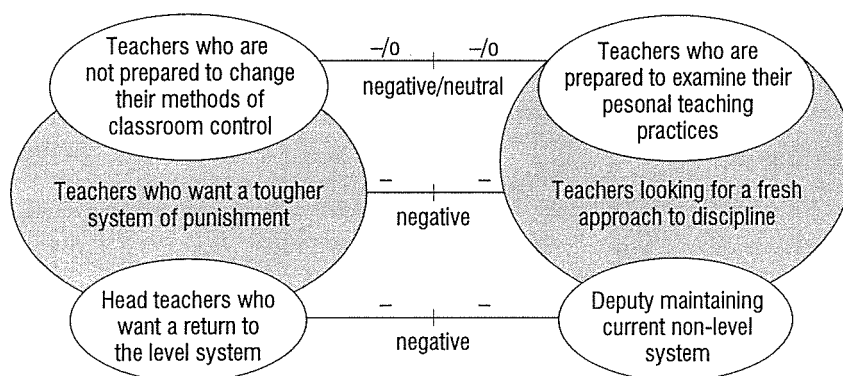 Teachers who are
not prepared to change
their methods of
classroom control
–/o –/o
negative/neutral
Teachers who are
prepared to examine their
pesonal teaching
practices
Teachers who want a tougher
system of punishment
– –
negative
Teachers looking for a fresh
approach to discipline
Head teachers who
want a return to
the level system
– –
negative
Deputy maintaining
current non-level
system